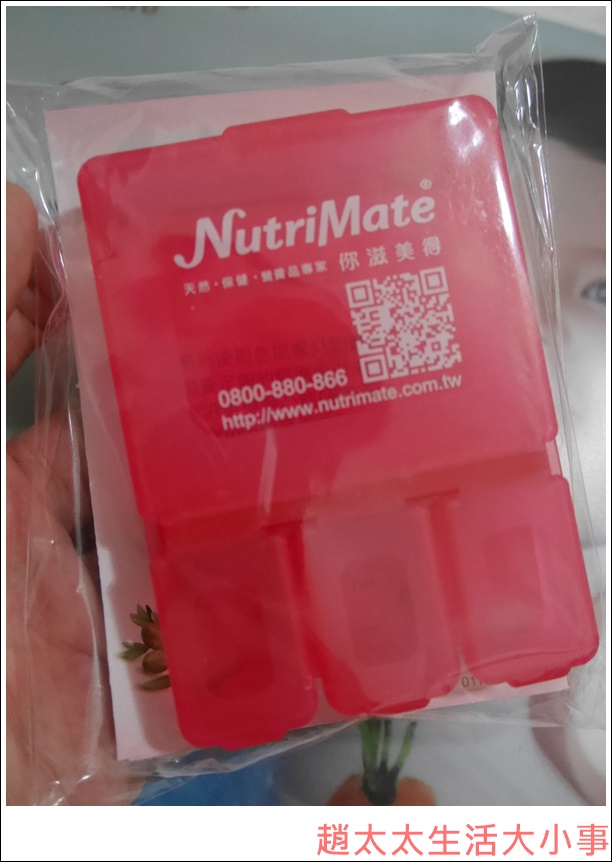 NutriMate®
天然・保健・營養品專家 你滋美得
0800-880-866
http://www.nutrimate.com.tw
趙太太生活大小事